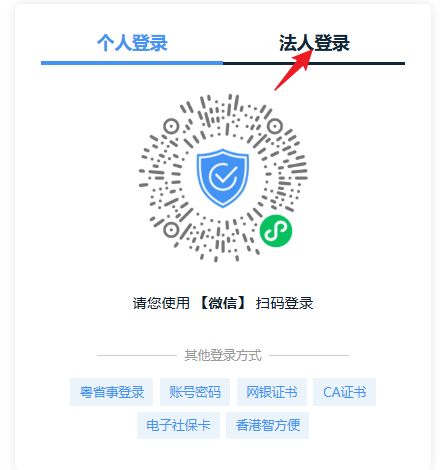 个人登录 法人登录
请您使用 【微信】 扫码登录
其他登录方式
粤省事登录 账号密码 网银证书 CA证书
电子社保卡 香港智方便